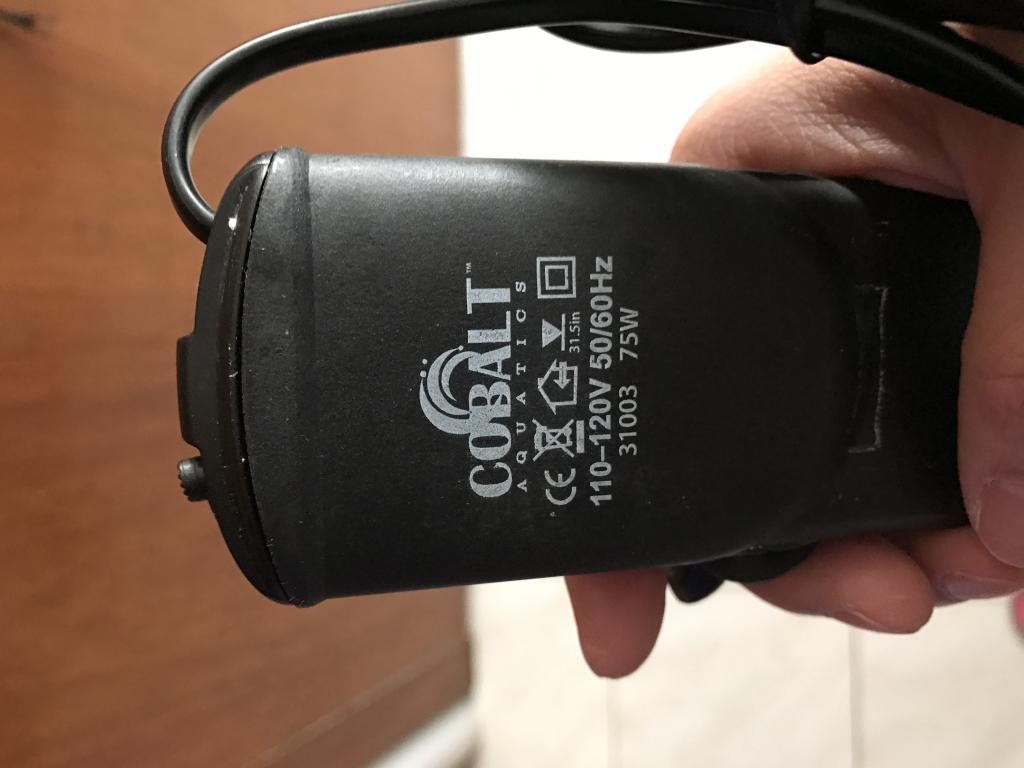 COBALT™
AQUATICS
CE 31.5in
110–120V 50/60Hz
31003 75W